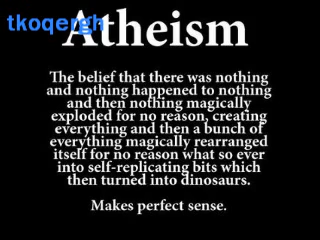 tkoqergh
Atheism
The belief that there was nothing
and nothing happened to nothing
and then nothing magically
exploded for no reason, creating
everything and then a bunch of
everything magically rearranged
itself for no reason what so ever
into self-replicating bits which
then turned into dinosaurs.
Makes perfect sense.